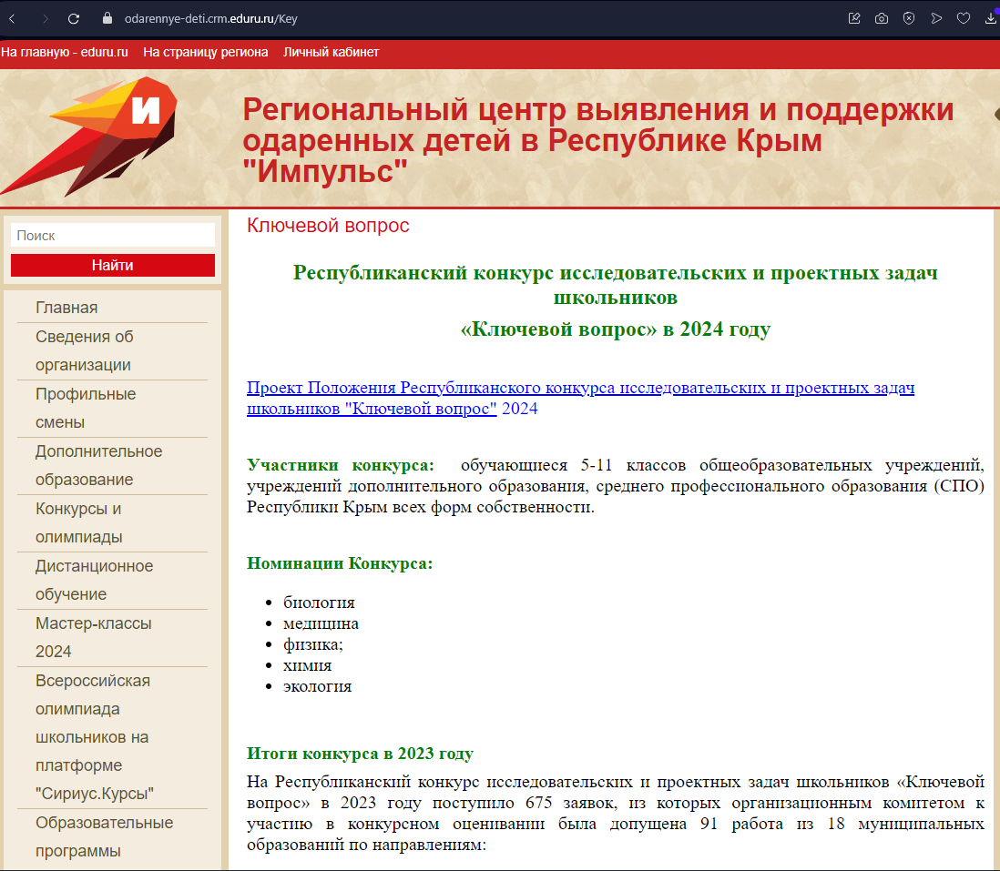 odarennye-deti.crm.eduru.ru/Key
На главную - eduru.ru На страницу региона Личный кабинет
И
Региональный центр выявления и поддержки
одаренных детей в Республике Крым
"Импульс"
Поиск
Найти
Главная
Сведения об
организации
Профильные
смены
Дополнительное
образование
Конкурсы и
олимпиады
Дистанционное
обучение
Мастер-классы
2024
Всероссийская
олимпиада
школьников на
платформе
"Сириус.Курсы"
Образовательные
программы
Ключевой вопрос
Республиканский конкурс исследовательских и проектных задач
школьников
«Ключевой вопрос» в 2024 году
Проект Положения Республиканского конкурса исследовательских и проектных задач
школьников "Ключевой вопрос" 2024
Участники конкурса: обучающиеся 5-11 классов общеобразовательных учреждений,
учреждений дополнительного образования, среднего профессионального образования (СПО)
Республики Крым всех форм собственности.
Номинации Конкурса:
• биология
• медицина
• физика;
• химия
• экология
Итоги конкурса в 2023 году
На Республиканский конкурс исследовательских и проектных задач школьников «Ключевой
вопрос» в 2023 году поступило 675 заявок, из которых организационным комитетом к
участию в конкурсном оценивании была допущена 91 работа из 18 муниципальных
образований по направлениям: